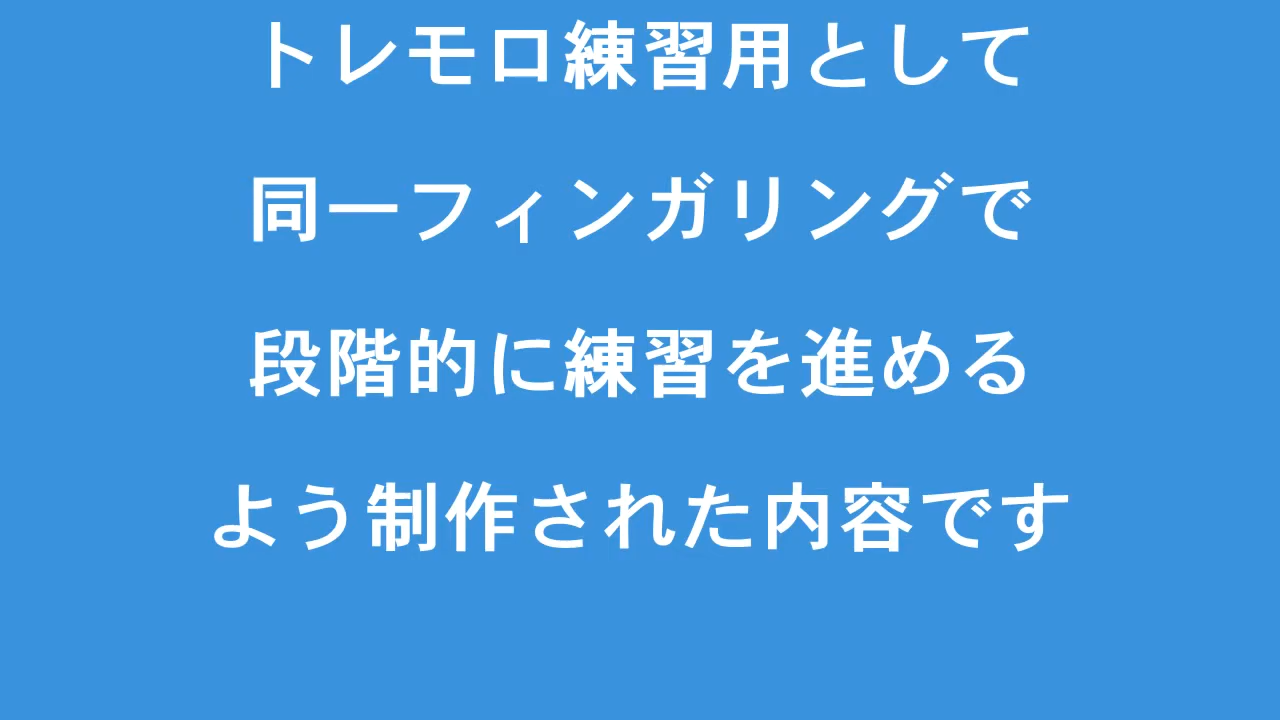 トレモロ練習用として
同一フィンガリングで
段階的に練習を進める
よう制作された内容です